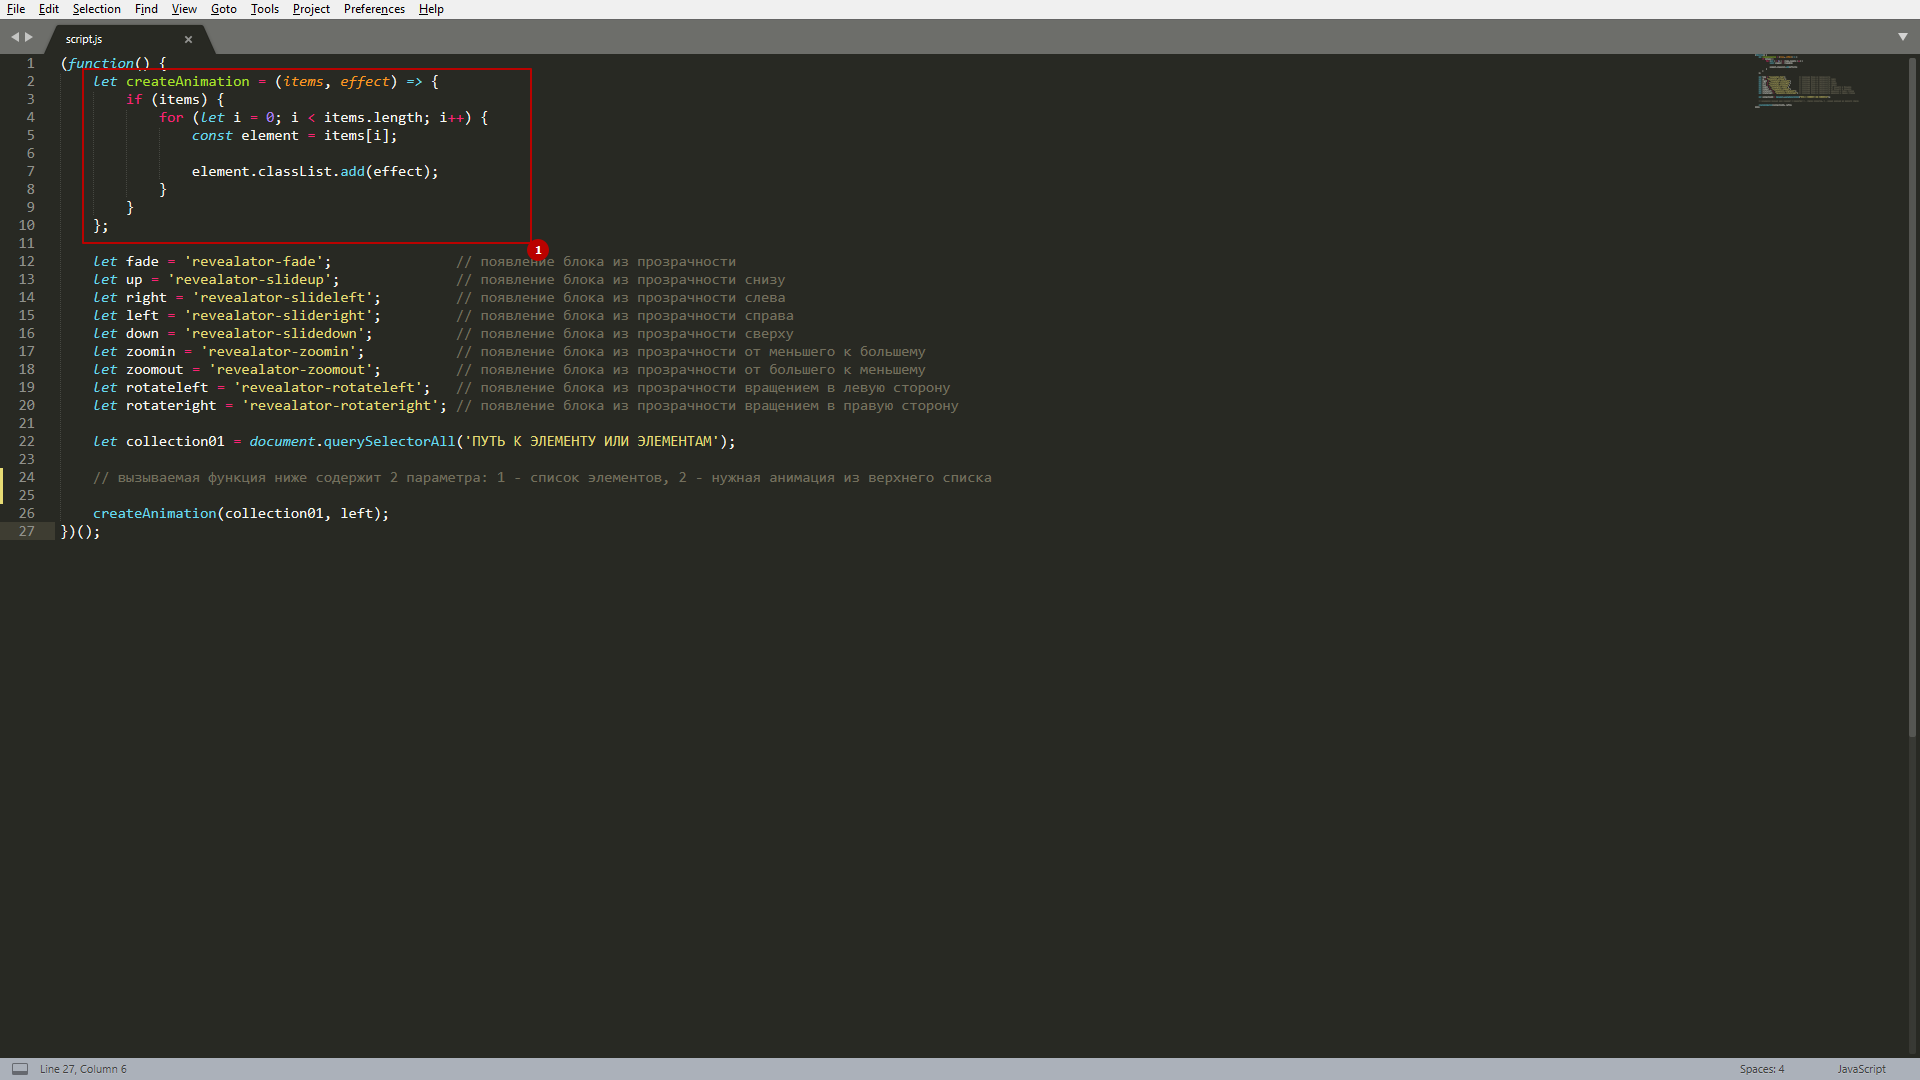 File Edit Selection Find View Goto Tools Project Preferences Help
script.js ×
1 (function() {
2 let createAnimation = (items, effect) => {
3 if (items) {
4 for (let i = 0; i < items.length; i++) {
5 const element = items[i];
6
7 element.classList.add(effect);
8 }
9 }
10 };
11
1
12 let fade = 'revealator-fade'; // появление блока из прозрачности
13 let up = 'revealator-slideup'; // появление блока из прозрачности снизу
14 let right = 'revealator-slideleft'; // появление блока из прозрачности слева
15 let left = 'revealator-slideright'; // появление блока из прозрачности справа
16 let down = 'revealator-slidedown'; // появление блока из прозрачности сверху
17 let zoomin = 'revealator-zoomin'; // появление блока из прозрачности от меньшего к большему
18 let zoomout = 'revealator-zoomout'; // появление блока из прозрачности от большего к меньшему
19 let rotateleft = 'revealator-rotateleft'; // появление блока из прозрачности вращением в левую сторону
20 let rotateright = 'revealator-rotateright'; // появление блока из прозрачности вращением в правую сторону
21
22 let collection01 = document.querySelectorAll('ПУТЬ К ЭЛЕМЕНТУ ИЛИ ЭЛЕМЕНТАМ');
23
24 // вызываемая функция ниже содержит 2 параметра: 1 - список элементов, 2 - нужная анимация из верхнего списка
25
26 createAnimation(collection01, left);
27 })();
Line 27, Column 6 Spaces: 4 JavaScript